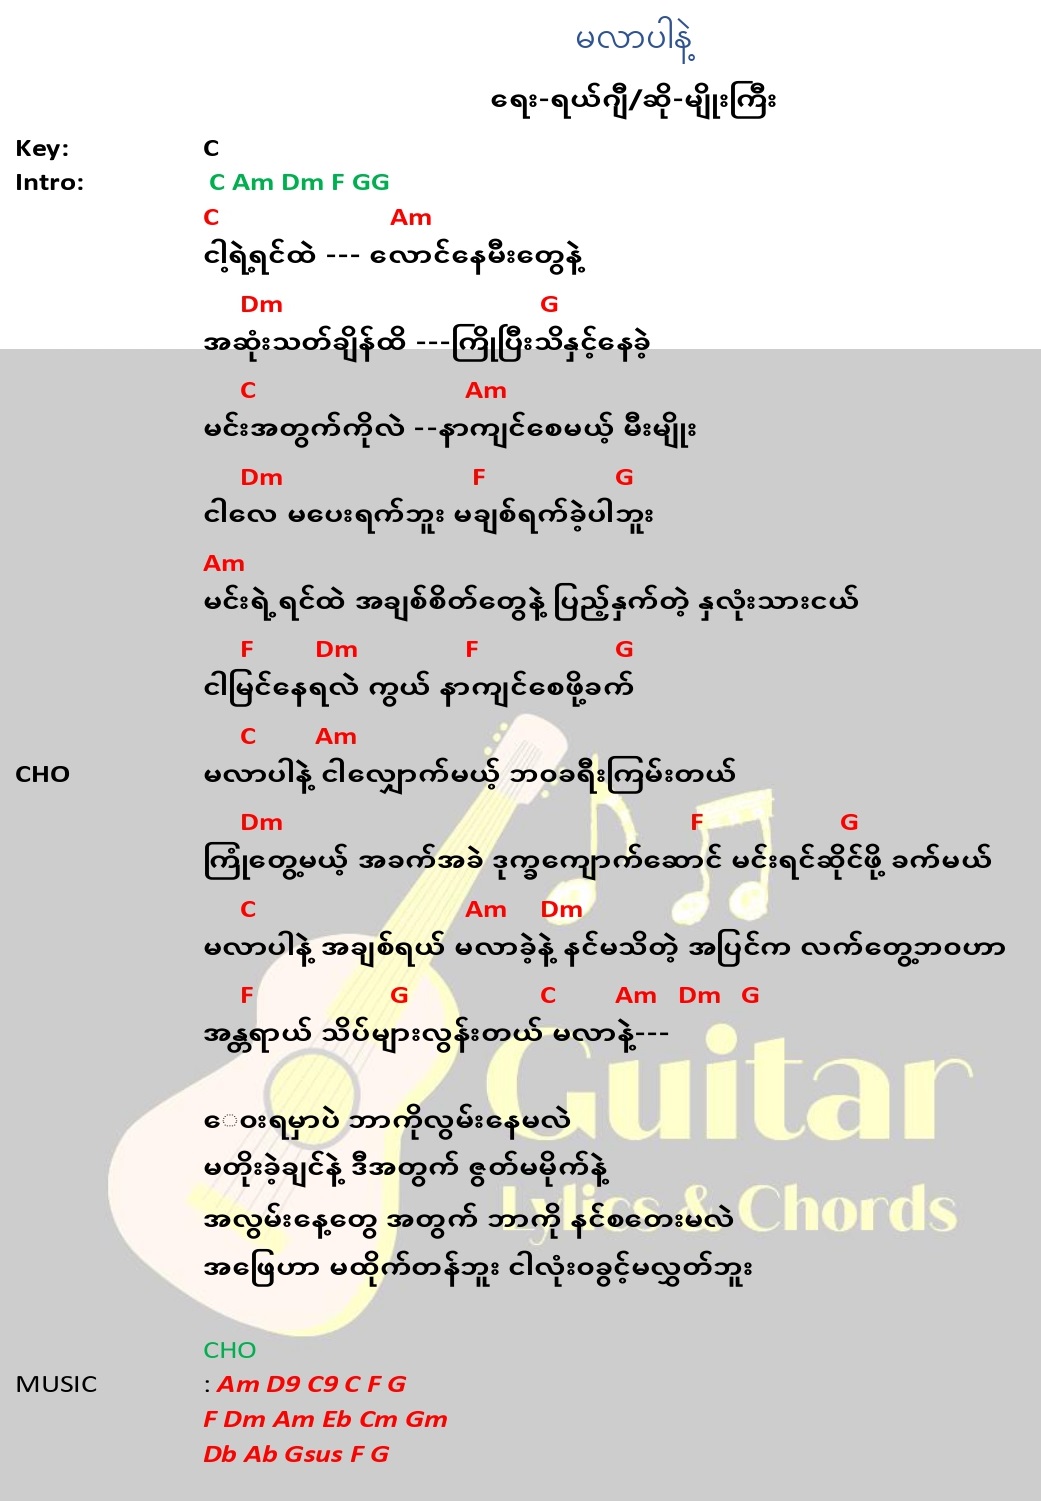 မလာပါနဲ့
ရေး-ရယ်ဂျီ/ဆို-မျိုးကြီး
Key: C
Intro: C Am Dm F GG
C Am
ငါ့ရဲ့ရင်ထဲ --- လောင်နေမီးတွေနဲ့
Dm G
အဆုံးသတ်ချိန်ထိ ---ကြိုပြီးသိနှင့်နေခဲ့
C Am
မင်းအတွက်ကိုလဲ --နာကျင်စေမယ့် မီးမျိုး
Dm F G
ငါလေ မပေးရက်ဘူး မချစ်ရက်ခဲ့ပါဘူး
Am
မင်းရဲ့ ရင်ထဲ အချစ်စိတ်တွေနဲ့ ပြည့်နှက်တဲ့ နှလုံးသားငယ်
F Dm F G
ငါမြင်နေရလဲ ကွယ် နာကျင်စေဖို့ခက်
C Am
CHO မလာပါနဲ့ ငါလျှောက်မယ့် ဘဝခရီးကြမ်းတယ်
Dm F G
ကြုံတွေ့မယ့် အခက်အခဲ ဒုက္ခကျောက်ဆောင် မင်းရင်ဆိုင်ဖို့ ခက်မယ်
C Am Dm
မလာပါနဲ့ အချစ်ရယ် မလာခဲ့နဲ့ နင်မသိတဲ့ အပြင်က လက်တွေ့ဘဝဟာ
F G C Am Dm G
အန္တရာယ် သိပ်များလွန်းတယ် မလာနဲ့---
ေဝးရမှာပဲ ဘာကိုလွမ်းနေမလဲ
မတိုးခဲ့ချင်နဲ့ ဒီအတွက် ဇွတ်မမိုက်နဲ့
အလွမ်းနေ့တွေ အတွက် ဘာကို နင်စတေးမလဲ
အဖြေဟာ မထိုက်တန်ဘူး ငါလုံးဝခွင့်မလွှတ်ဘူး
CHO
MUSIC : Am D9 C9 C F G
F Dm Am Eb Cm Gm
Db Ab Gsus F G
Guitar
Lylics & Chords